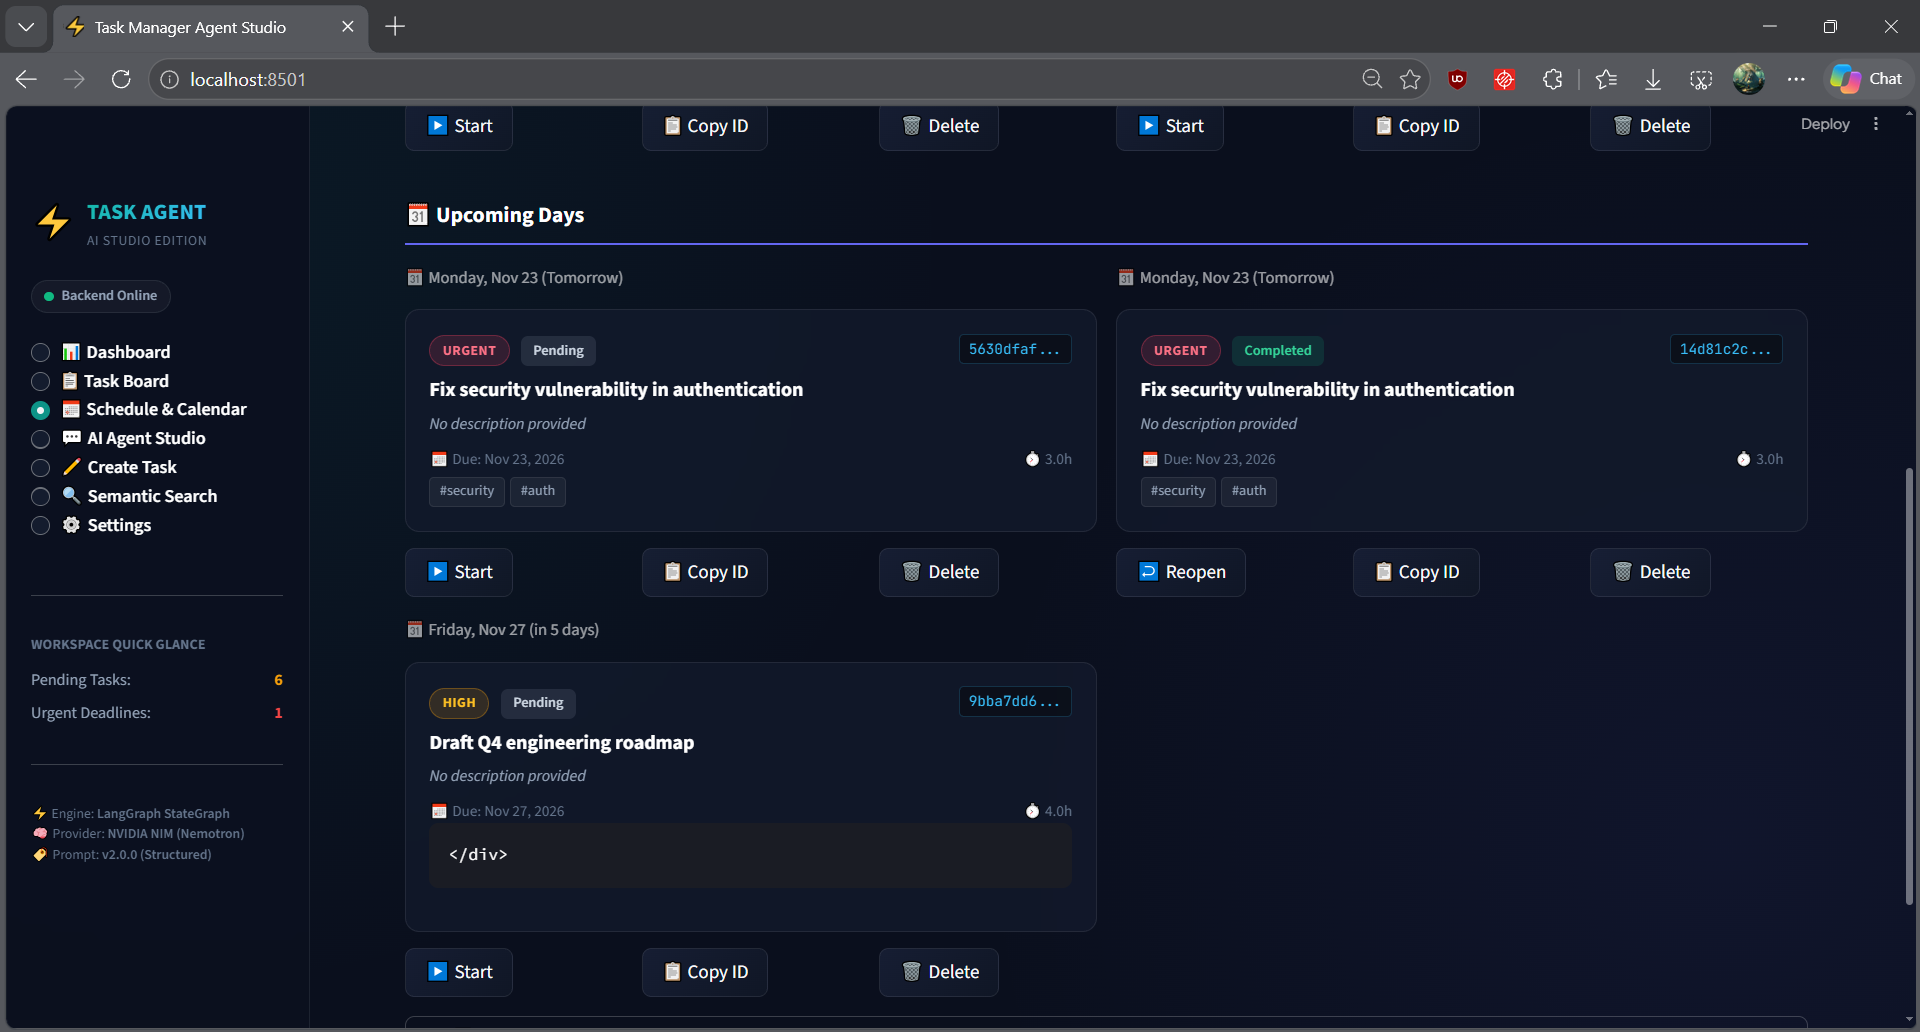 Task Manager Agent Studio
localhost:8501
Chat
Deploy
TASK AGENT
AI STUDIO EDITION
Backend Online
Dashboard
Task Board
Schedule & Calendar
AI Agent Studio
Create Task
Semantic Search
Settings
WORKSPACE QUICK GLANCE
Pending Tasks: 6
Urgent Deadlines: 1
Engine: LangGraph StateGraph
Provider: NVIDIA NIM (Nemotron)
Prompt: v2.0.0 (Structured)
Start Copy ID Delete Start Copy ID Delete
31 Upcoming Days
31 Monday, Nov 23 (Tomorrow)
URGENT Pending 5630dfaf...
Fix security vulnerability in authentication
No description provided
Due: Nov 23, 2026 3.0h
#security #auth
Start Copy ID Delete
31 Monday, Nov 23 (Tomorrow)
URGENT Completed 14d81c2c...
Fix security vulnerability in authentication
No description provided
Due: Nov 23, 2026 3.0h
#security #auth
Reopen Copy ID Delete
31 Friday, Nov 27 (in 5 days)
HIGH Pending 9bba7dd6...
Draft Q4 engineering roadmap
No description provided
Due: Nov 27, 2026 4.0h
</div>
Start Copy ID Delete